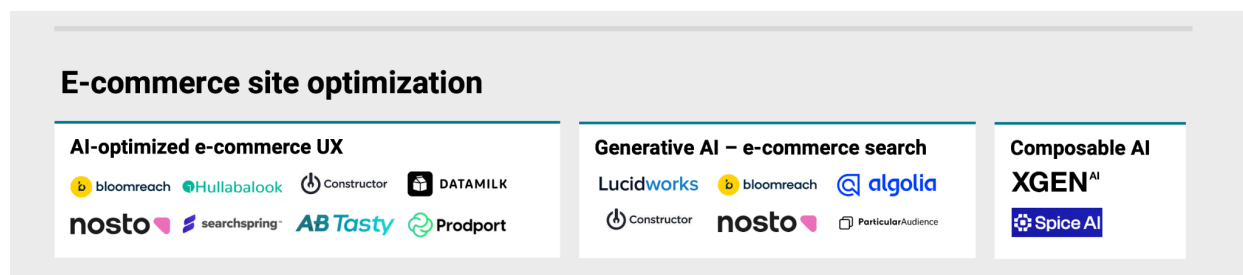 E-commerce site optimization
AI-optimized e-commerce UX
bloomreach Hullabalook Constructor DATAMILK
nosto searchspring AB Tasty Prodport
Generative AI – e-commerce search
Lucidworks bloomreach algolia
Constructor nosto ParticularAudience
Composable AI
XGEN AI
Spice AI